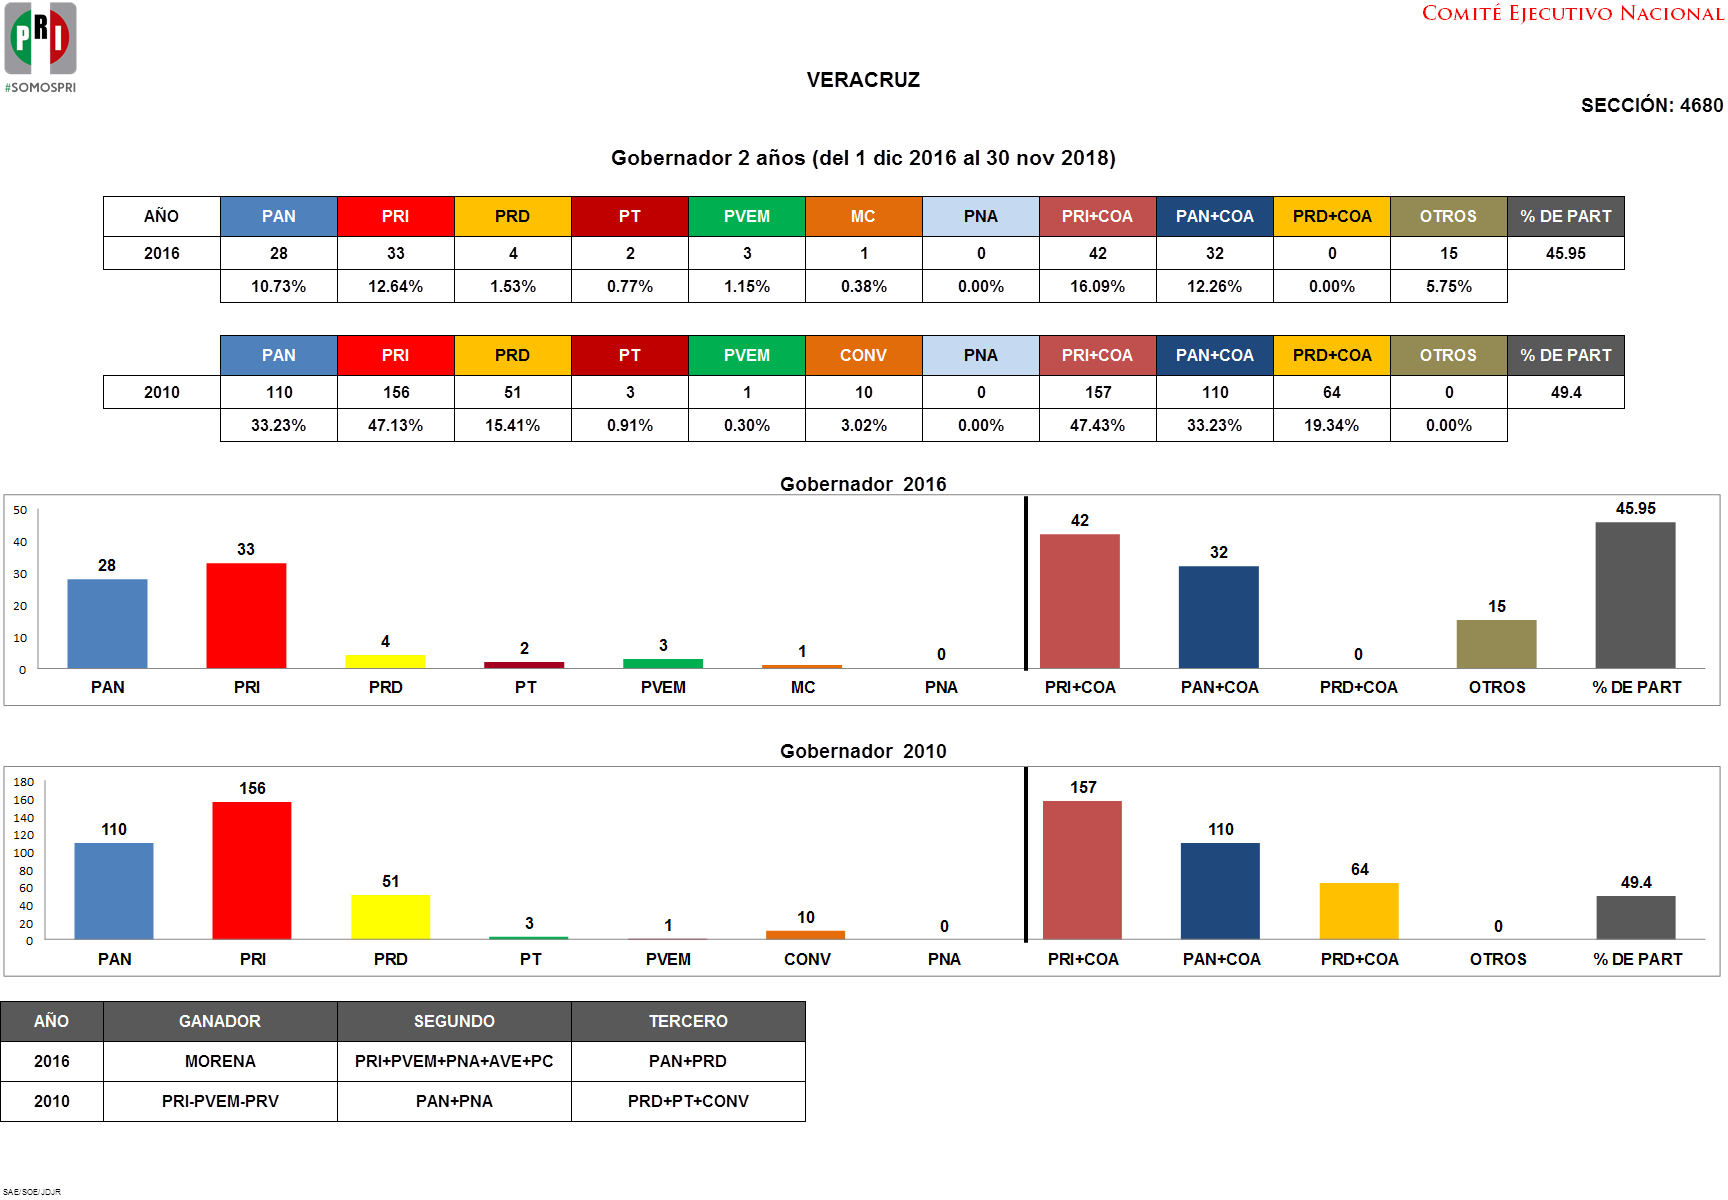 PRI
#SOMOSPRI
COMITÉ EJECUTIVO NACIONAL
VERACRUZ
SECCIÓN: 4680
Gobernador 2 años (del 1 dic 2016 al 30 nov 2018)
AÑO PAN PRI PRD PT PVEM MC PNA PRI+COA PAN+COA PRD+COA OTROS % DE PART
2016 28 33 4 2 3 1 0 42 32 0 15 45.95
10.73% 12.64% 1.53% 0.77% 1.15% 0.38% 0.00% 16.09% 12.26% 0.00% 5.75%
PAN PRI PRD PT PVEM CONV PNA PRI+COA PAN+COA PRD+COA OTROS % DE PART
2010 110 156 51 3 1 10 0 157 110 64 0 49.4
33.23% 47.13% 15.41% 0.91% 0.30% 3.02% 0.00% 47.43% 33.23% 19.34% 0.00%
Gobernador 2016
50
40
30
20
10
0
28 33 4 2 3 1 0 42 32 0 15 45.95
PAN PRI PRD PT PVEM MC PNA PRI+COA PAN+COA PRD+COA OTROS % DE PART
Gobernador 2010
180
160
140
120
100
80
60
40
20
0
110 156 51 3 1 10 0 157 110 64 0 49.4
PAN PRI PRD PT PVEM CONV PNA PRI+COA PAN+COA PRD+COA OTROS % DE PART
AÑO GANADOR SEGUNDO TERCERO
2016 MORENA PRI+PVEM+PNA+AVE+PC PAN+PRD
2010 PRI-PVEM-PRV PAN+PNA PRD+PT+CONV
SAE/SOE/JDJR